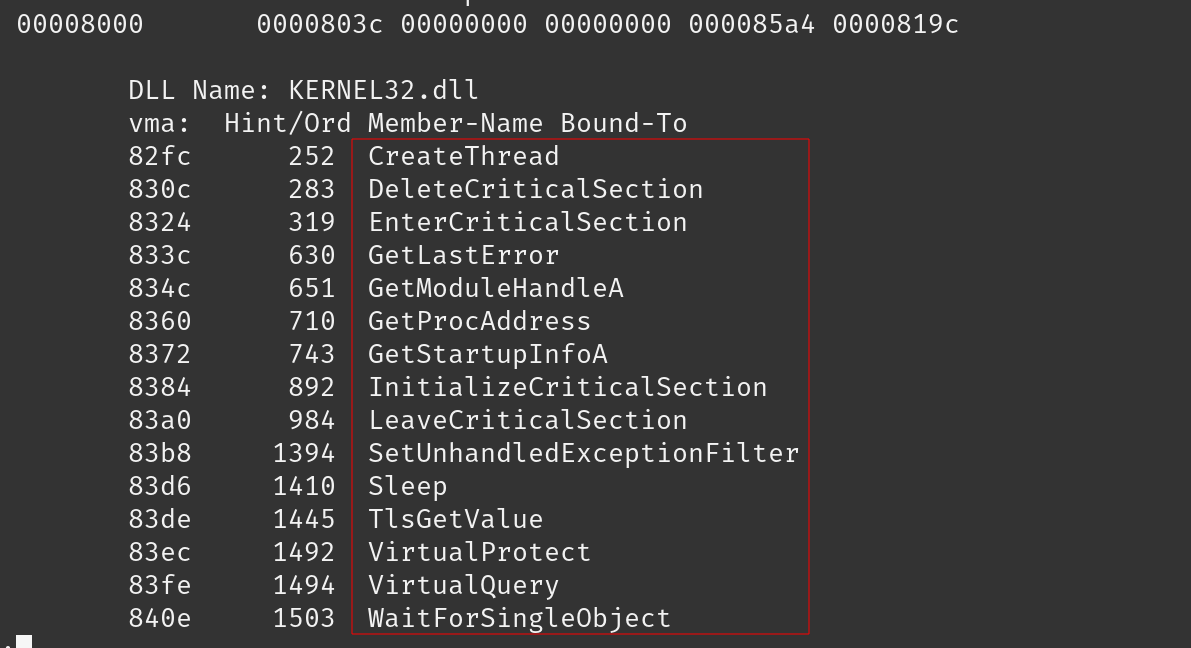 00008000 0000803c 00000000 00000000 000085a4 0000819c
DLL Name: KERNEL32.dll
vma: Hint/Ord Member-Name Bound-To
82fc 252 CreateThread
830c 283 DeleteCriticalSection
8324 319 EnterCriticalSection
833c 630 GetLastError
834c 651 GetModuleHandleA
8360 710 GetProcAddress
8372 743 GetStartupInfoA
8384 892 InitializeCriticalSection
83a0 984 LeaveCriticalSection
83b8 1394 SetUnhandledExceptionFilter
83d6 1410 Sleep
83de 1445 TlsGetValue
83ec 1492 VirtualProtect
83fe 1494 VirtualQuery
840e 1503 WaitForSingleObject